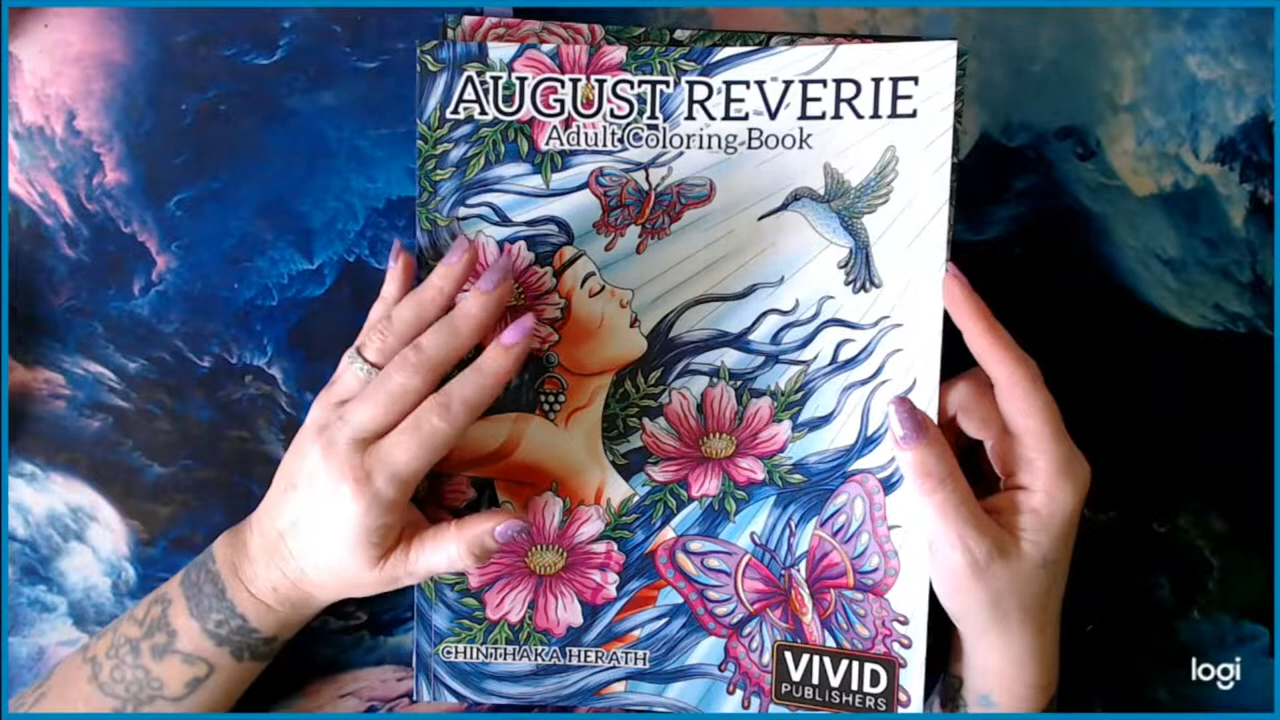 AUGUST REVERIE
Adult Coloring Book
CHINTHAKA HERATH
VIVID
PUBLISHERS
logi